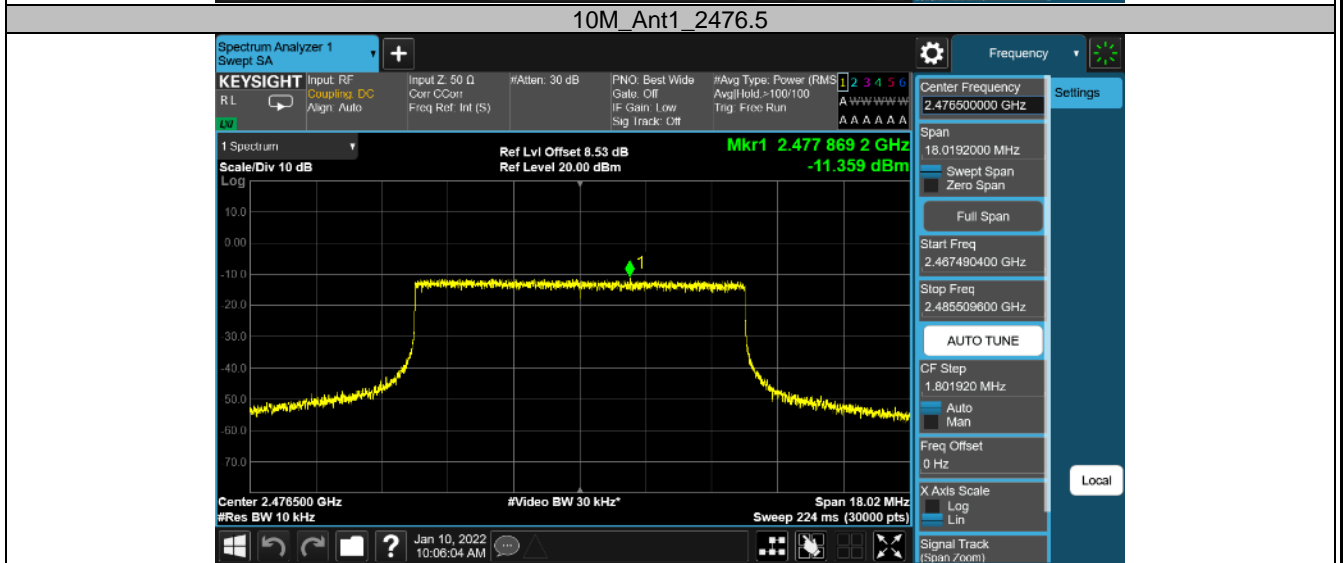 10M_Ant1_2476.5
Spectrum Analyzer 1
Swept SA
+
Frequency
KEYSIGHT
RL
LXI
Input: RF
Coupling: DC
Align: Auto
Input Z: 50 Ω
Corr CCorr
Freq Ref: Int (S)
#Atten: 30 dB
PNO: Best Wide
Gate: Off
IF Gain: Low
Sig Track: Off
#Avg Type: Power (RMS
Avg|Hold:>100/100
Trig: Free Run
1 2 3 4 5 6
A W W W W W
A A A A A A
1 Spectrum
Scale/Div 10 dB
Log
Ref Lvl Offset 8.53 dB
Ref Level 20.00 dBm
Mkr1 2.477 869 2 GHz
-11.359 dBm
10.0
0.00
-10.0
-20.0
-30.0
-40.0
50.0
-60.0
70.0
1
Center 2.476500 GHz
#Res BW 10 kHz
#Video BW 30 kHz*
Span 18.02 MHz
Sweep 224 ms (30000 pts)
Center Frequency
2.476500000 GHz
Settings
Span
18.0192000 MHz
Swept Span
Zero Span
Full Span
Start Freq
2.467490400 GHz
Stop Freq
2.485509600 GHz
AUTO TUNE
CF Step
1.801920 MHz
Auto
Man
Freq Offset
0 Hz
X Axis Scale
Log
Lin
Signal Track
(Span Zoom)
Local
?
Jan 10, 2022
10:06:04 AM